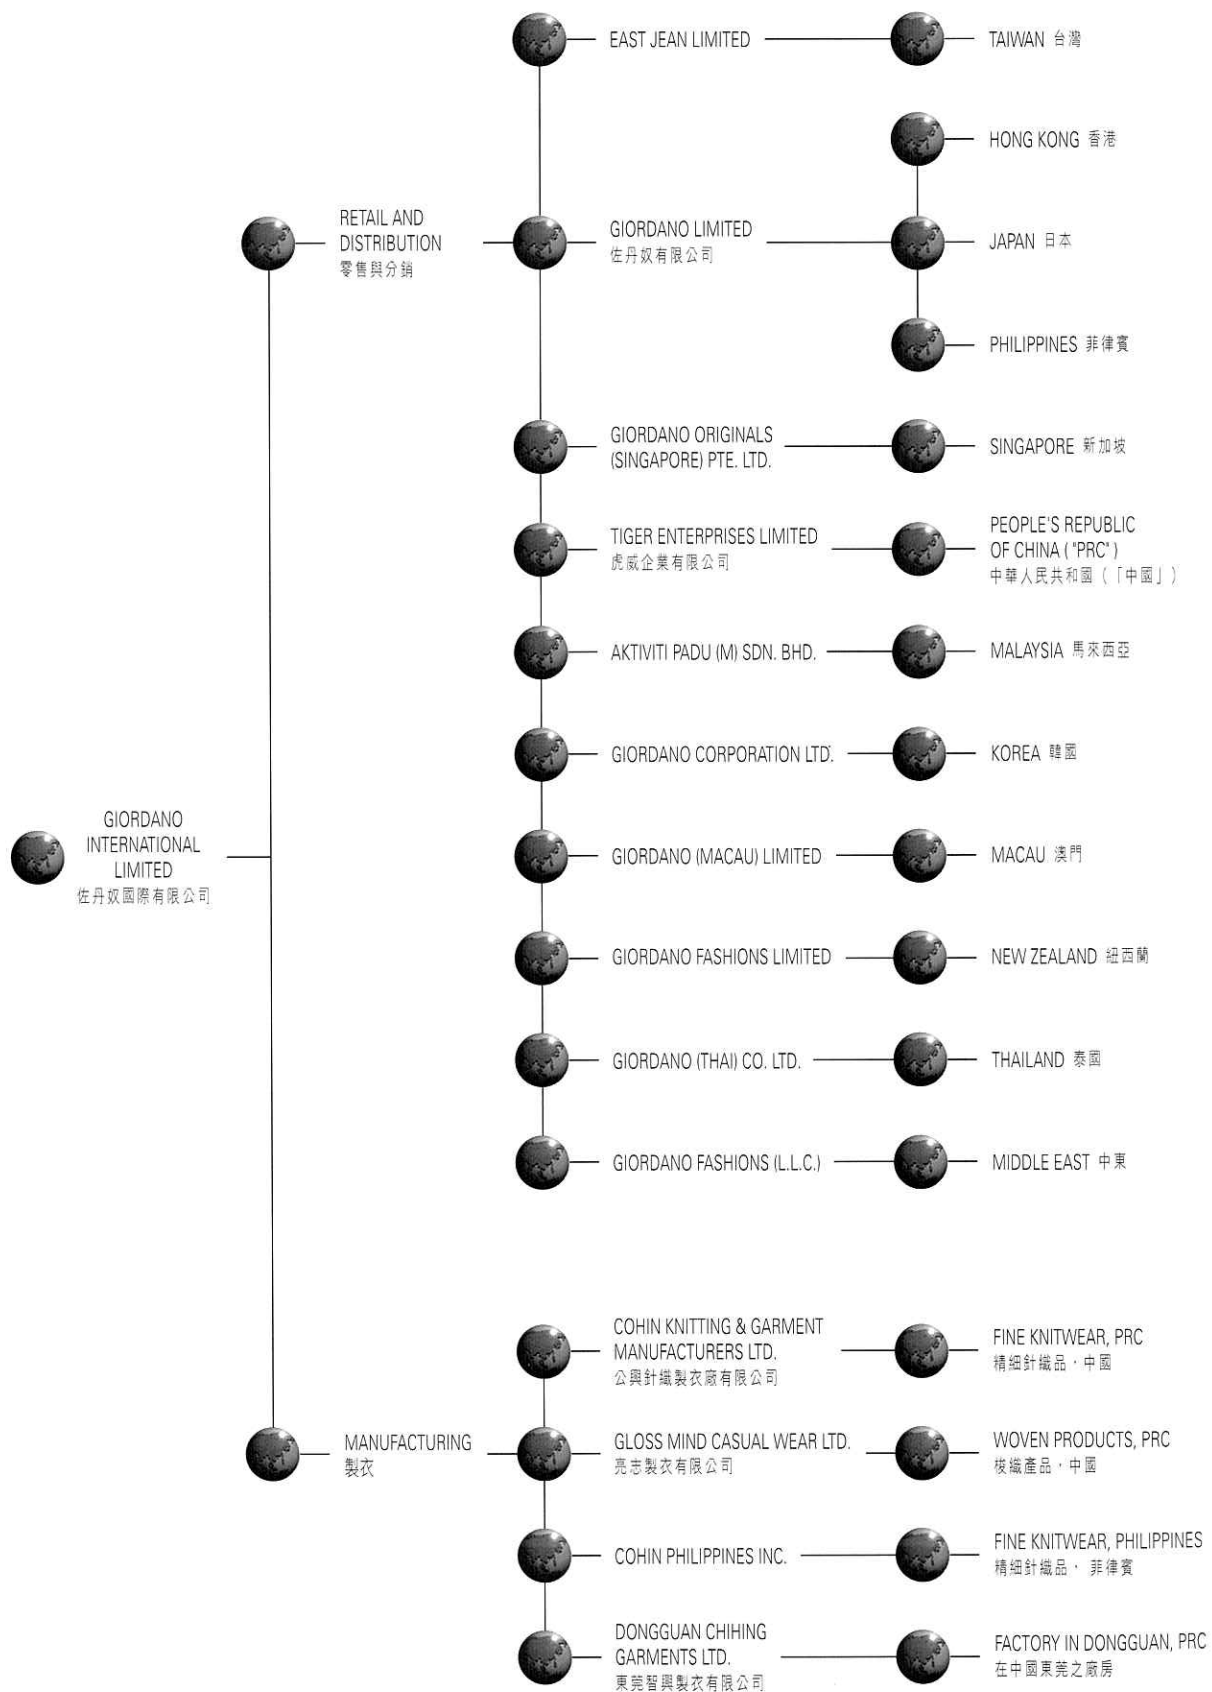 EAST JEAN LIMITED
TAIWAN 台灣
HONG KONG 香港
RETAIL AND
DISTRIBUTION
零售與分銷
GIORDANO LIMITED
佐丹奴有限公司
JAPAN 日本
PHILIPPINES 菲律賓
GIORDANO ORIGINALS
(SINGAPORE) PTE. LTD.
SINGAPORE 新加坡
TIGER ENTERPRISES LIMITED
虎威企業有限公司
PEOPLE'S REPUBLIC
OF CHINA ( "PRC" )
中華人民共和國（「中國」）
AKTIVITI PADU (M) SDN. BHD.
MALAYSIA 馬來西亞
GIORDANO CORPORATION LTD.
KOREA 韓國
GIORDANO
INTERNATIONAL
LIMITED
佐丹奴國際有限公司
GIORDANO (MACAU) LIMITED
MACAU 澳門
GIORDANO FASHIONS LIMITED
NEW ZEALAND 紐西蘭
GIORDANO (THAI) CO. LTD.
THAILAND 泰國
GIORDANO FASHIONS (L.L.C.)
MIDDLE EAST 中東
COHIN KNITTING & GARMENT
MANUFACTURERS LTD.
公興針織製衣廠有限公司
FINE KNITWEAR, PRC
精細針織品，中國
MANUFACTURING
製衣
GLOSS MIND CASUAL WEAR LTD.
亮志製衣有限公司
WOVEN PRODUCTS, PRC
梭織產品，中國
COHIN PHILIPPINES INC.
FINE KNITWEAR, PHILIPPINES
精細針織品，菲律賓
DONGGUAN CHIHING
GARMENTS LTD.
東莞智興製衣有限公司
FACTORY IN DONGGUAN, PRC
在中國東莞之廠房